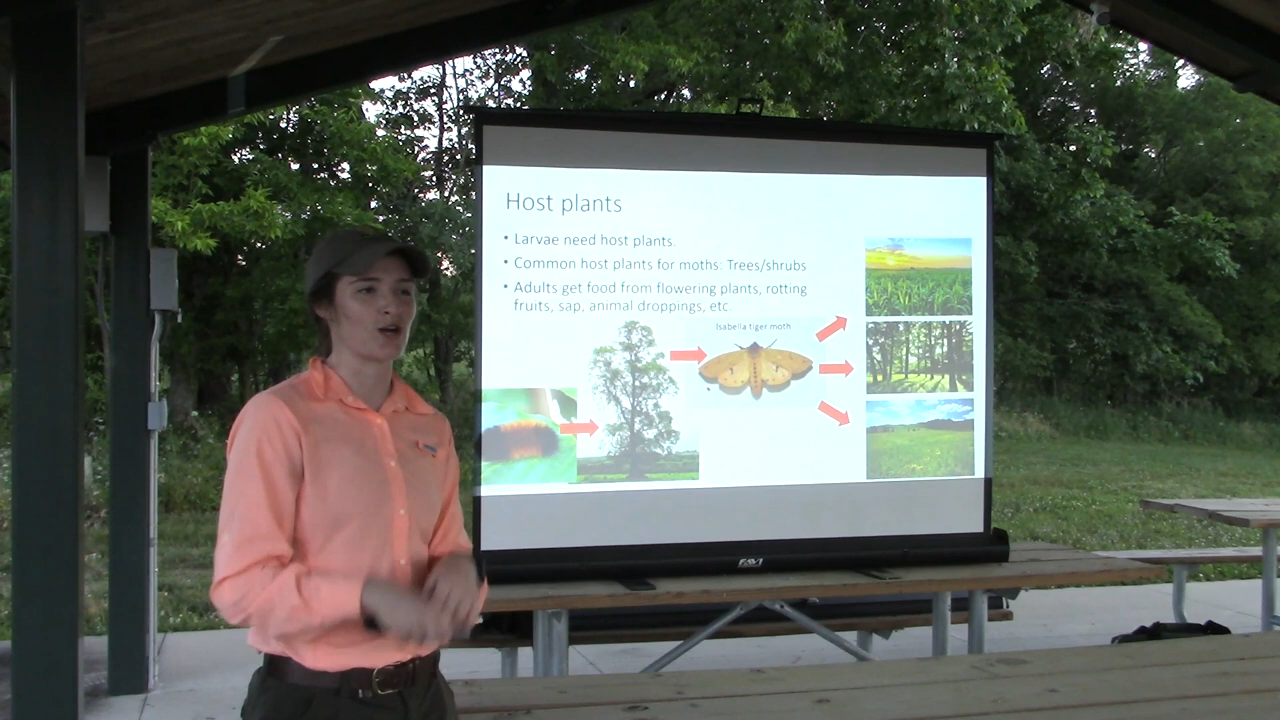 Host plants
• Larvae need host plants.
• Common host plants for moths: Trees/shrubs
• Adults get food from flowering plants, rotting
fruits, sap, animal droppings, etc.
Isabella tiger moth
FAVI